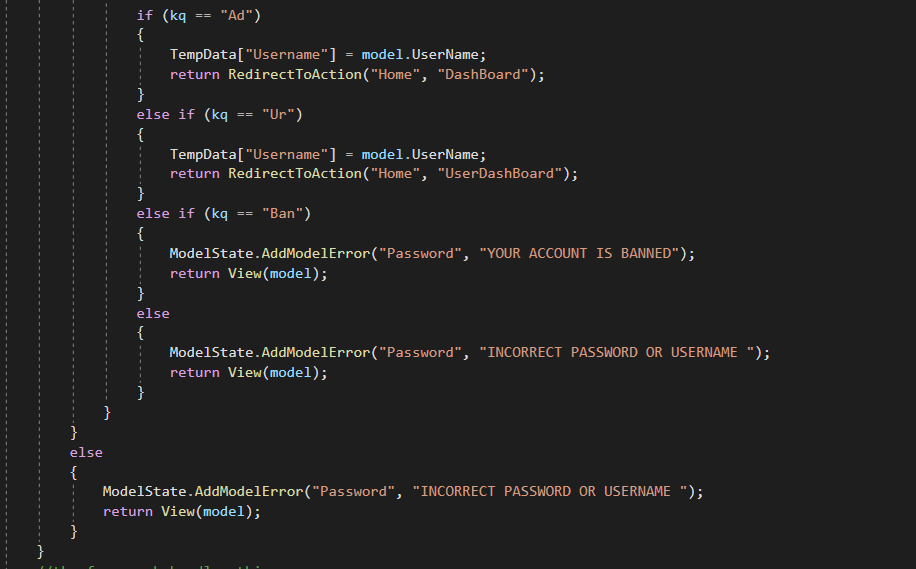 if (kq == "Ad")
{
TempData["Username"] = model.UserName;
return RedirectToAction("Home", "DashBoard");
}
else if (kq == "Ur")
{
TempData["Username"] = model.UserName;
return RedirectToAction("Home", "UserDashBoard");
}
else if (kq == "Ban")
{
ModelState.AddModelError("Password", "YOUR ACCOUNT IS BANNED");
return View(model);
}
else
{
ModelState.AddModelError("Password", "INCORRECT PASSWORD OR USERNAME ");
return View(model);
}
}
}
else
{
ModelState.AddModelError("Password", "INCORRECT PASSWORD OR USERNAME ");
return View(model);
}
}